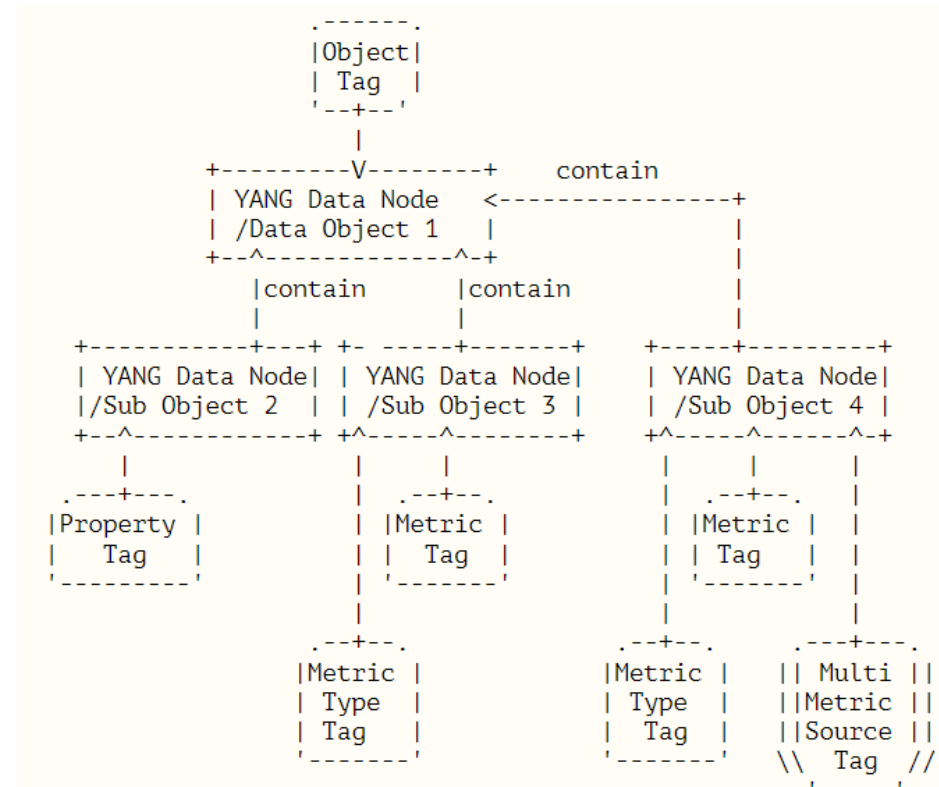 .------.
|Object|
| Tag  |
'--+--'
|
+---------V--------+    contain
| YANG Data Node   <----------------+
| /Data Object 1   |                |
+--^-------------^-+                |
|contain      |contain           |
|             |                  |
+-----------+---+ +- -----+-------+    +-----+---------+
| YANG Data Node| | YANG Data Node|    | YANG Data Node|
|/Sub Object 2  | | /Sub Object 3 |    | /Sub Object 4 |
+--^------------+ +^-----^--------+    +^-----^------^-+
|               |     |              |     |      |
.---+---.           |  .--+--.           |  .--+--.   |
|Property |          | |Metric |          | |Metric |  |
|   Tag   |          | |  Tag  |          | | Tag   |  |
'---------'          | '-------'          | '-------'  |
|                    |            |
.--+--.             .--+--.     .---+---.
|Metric |            |Metric |   || Multi ||
| Type  |            | Type  |   ||Metric ||
| Tag   |            |  Tag  |   ||Source ||
'-------'            '-------'   \\  Tag  //